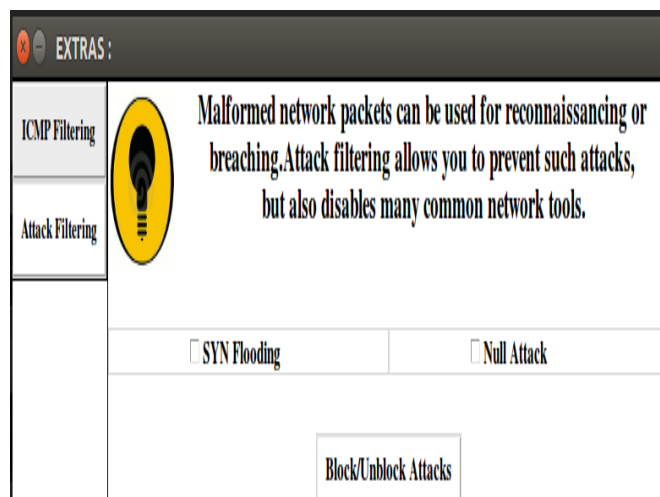 EXTRAS :
ICMP Filtering
Attack Filtering
Malformed network packets can be used for reconnaissancing or
breaching.Attack filtering allows you to prevent such attacks,
but also disables many common network tools.
SYN Flooding
Null Attack
Block/Unblock Attacks